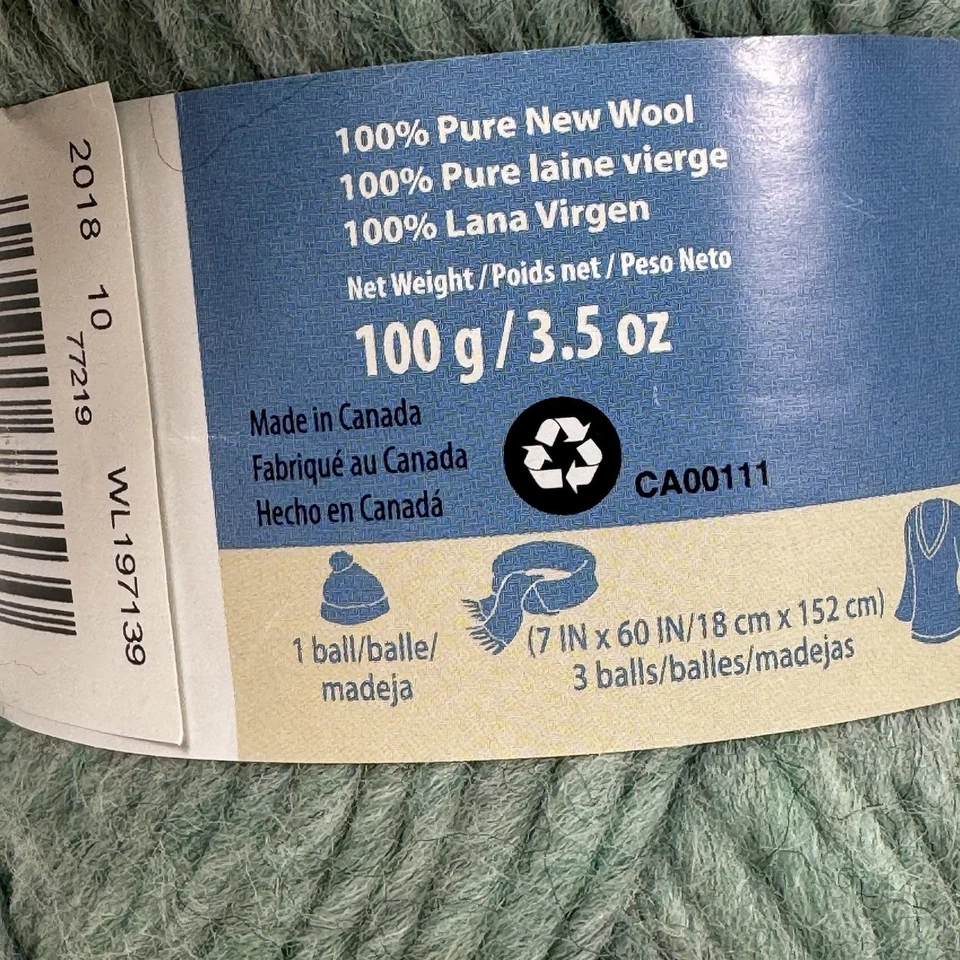 2018 10
77219
WL197139
100% Pure New Wool
100% Pure laine vierge
100% Lana Virgen
Net Weight / Poids net / Peso Neto
100 g / 3.5 oz
Made in Canada
Fabriqué au Canada
Hecho en Canadá
CA00111
1 ball/balle/
madeja
(7 IN x 60 IN/18 cm x 152 cm)
3 balls/balles/madejas